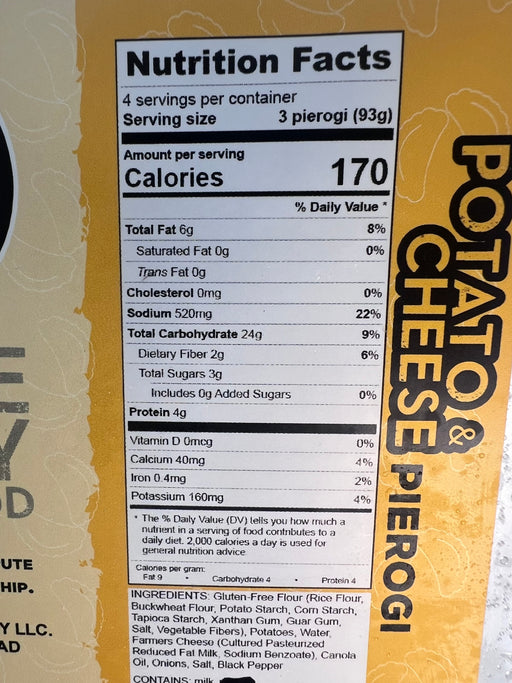 Nutrition Facts
4 servings per container
Serving size 3 pierogi (93g)
Amount per serving
Calories 170
% Daily Value *
Total Fat 6g 8%
Saturated Fat 0g 0%
Trans Fat 0g
Cholesterol 0mg 0%
Sodium 520mg 22%
Total Carbohydrate 24g 9%
Dietary Fiber 2g 6%
Total Sugars 3g
Includes 0g Added Sugars 0%
Protein 4g
Vitamin D 0mcg 0%
Calcium 40mg 4%
Iron 0.4mg 2%
Potassium 160mg 4%
* The % Daily Value (DV) tells you how much a
nutrient in a serving of food contributes to a
daily diet. 2,000 calories a day is used for
general nutrition advice
Calories per gram:
Fat 9 • Carbohydrate 4 • Protein 4
INGREDIENTS: Gluten-Free Flour (Rice Flour,
Buckwheat Flour, Potato Starch, Corn Starch,
Tapioca Starch, Xanthan Gum, Guar Gum,
Salt, Vegetable Fibers), Potatoes, Water,
Farmers Cheese (Cultured Pasteurized
Reduced Fat Milk, Sodium Benzoate), Canola
Oil, Onions, Salt, Black Pepper
CONTAINS: milk
POTATO &
CHEESE PIEROGI
E
Y
OD
UTE
HIP.
Y LLC.
AD